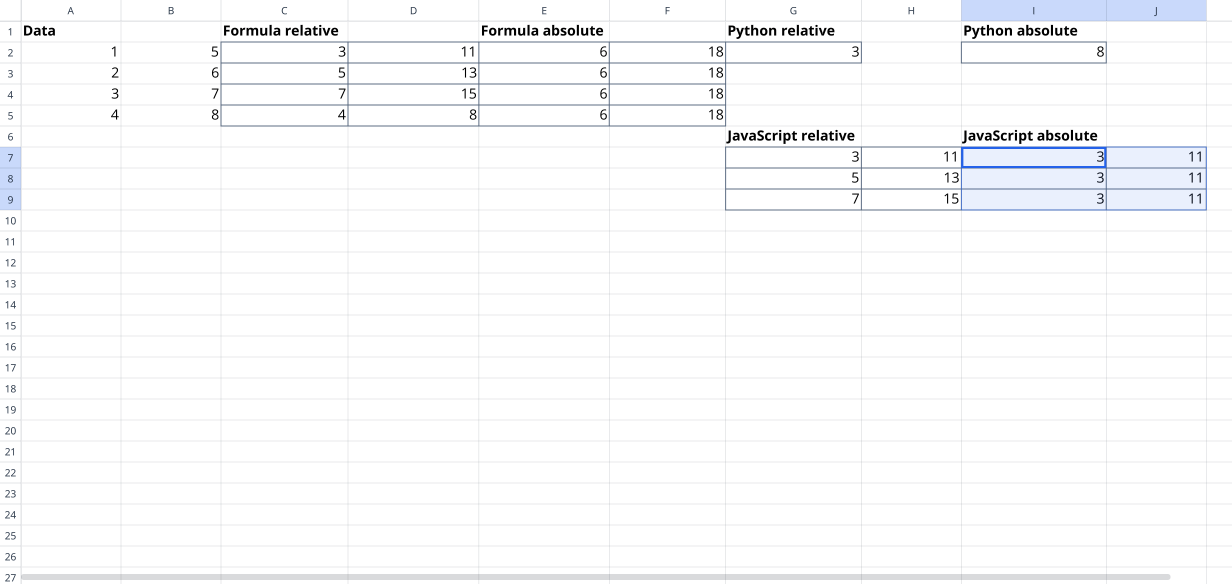 A B C D E F G H I J
1 Data Formula relative Formula absolute Python relative Python absolute
2 1 5 3 11 6 18 3 8
3 2 6 5 13 6 18
4 3 7 7 15 6 18
5 4 8 4 8 6 18
6 JavaScript relative JavaScript absolute
7 3 11 3 11
8 5 13 3 11
9 7 15 3 11
10
11
12
13
14
15
16
17
18
19
20
21
22
23
24
25
26
27